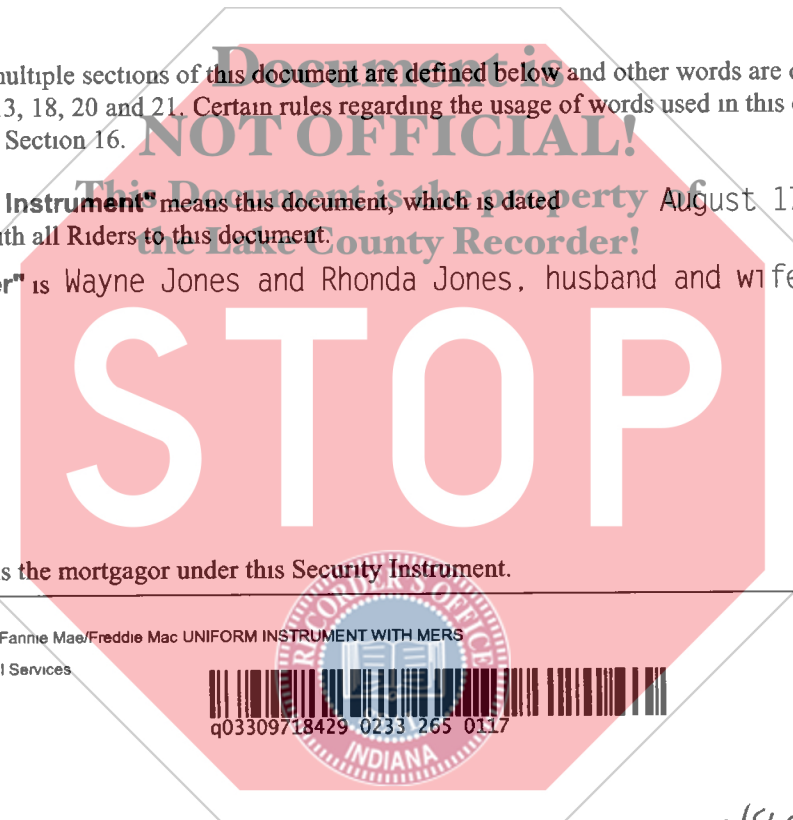 Document is
multiple sections of this document are defined below and other words are
13, 18, 20 and 21. Certain rules regarding the usage of words used in this
Section 16.
NOT OFFICIAL!
This Document is the property of
Instrument" means this document, which is dated August 17
with all Riders to this document.
the Lake County Recorder!
er" is Wayne Jones and Rhonda Jones, husband and wife
STOP
is the mortgagor under this Security Instrument.
Fannie Mae/Freddie Mac UNIFORM INSTRUMENT WITH MERS
l Services
RECORDER'S OFFICE
q03309718429 0233 265 0117
INDIANA